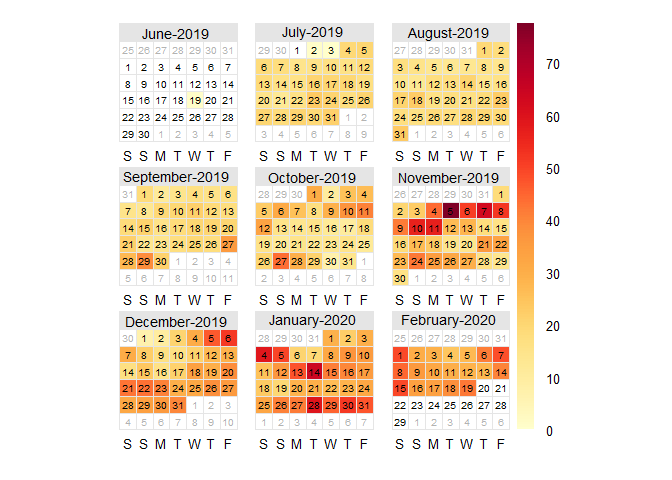 June-2019
25 26 27 28 29 30 31
1 2 3 4 5 6 7
8 9 10 11 12 13 14
15 16 17 18 19 20 21
22 23 24 25 26 27 28
29 30 1 2 3 4 5
S S M T W T F
July-2019
29 30 1 2 3 4 5
6 7 8 9 10 11 12
13 14 15 16 17 18 19
20 21 22 23 24 25 26
27 28 29 30 31 1 2
3 4 5 6 7 8 9
S S M T W T F
August-2019
27 28 29 30 31 1 2
3 4 5 6 7 8 9
10 11 12 13 14 15 16
17 18 19 20 21 22 23
24 25 26 27 28 29 30
31 1 2 3 4 5 6
S S M T W T F
September-2019
31 1 2 3 4 5 6
7 8 9 10 11 12 13
14 15 16 17 18 19 20
21 22 23 24 25 26 27
28 29 30 1 2 3 4
5 6 7 8 9 10 11
S S M T W T F
October-2019
28 29 30 1 2 3 4
5 6 7 8 9 10 11
12 13 14 15 16 17 18
19 20 21 22 23 24 25
26 27 28 29 30 31 1
2 3 4 5 6 7 8
S S M T W T F
November-2019
26 27 28 29 30 31 1
2 3 4 5 6 7 8
9 10 11 12 13 14 15
16 17 18 19 20 21 22
23 24 25 26 27 28 29
30 1 2 3 4 5 6
S S M T W T F
December-2019
30 1 2 3 4 5 6
7 8 9 10 11 12 13
14 15 16 17 18 19 20
21 22 23 24 25 26 27
28 29 30 31 1 2 3
4 5 6 7 8 9 10
S S M T W T F
January-2020
28 29 30 31 1 2 3
4 5 6 7 8 9 10
11 12 13 14 15 16 17
18 19 20 21 22 23 24
25 26 27 28 29 30 31
1 2 3 4 5 6 7
S S M T W T F
February-2020
25 26 27 28 29 30 31
1 2 3 4 5 6 7
8 9 10 11 12 13 14
15 16 17 18 19 20 21
22 23 24 25 26 27 28
29 1 2 3 4 5 6
S S M T W T F
70
60
50
40
30
20
10
0